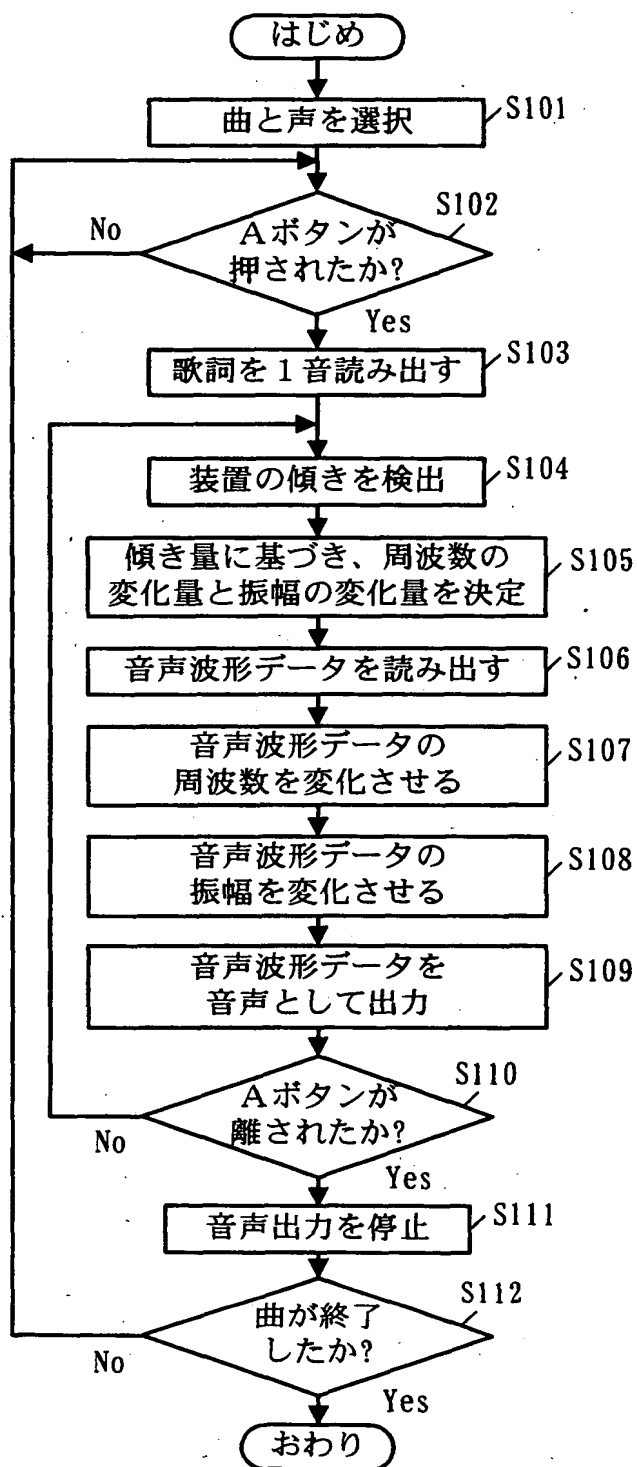 はじめ
曲と声を選択
S101
S102
Aボタンが
押されたか?
No
Yes
歌詞を1音読み出す
S103
装置の傾きを検出
S104
傾き量に基づき、周波数の
変化量と振幅の変化量を決定
S105
音声波形データを読み出す
S106
音声波形データの
周波数を変化させる
S107
音声波形データの
振幅を変化させる
S108
音声波形データを
音声として出力
S109
S110
Aボタンが
離されたか?
No
Yes
音声出力を停止
S111
S112
曲が終了
したか?
No
Yes
おわり